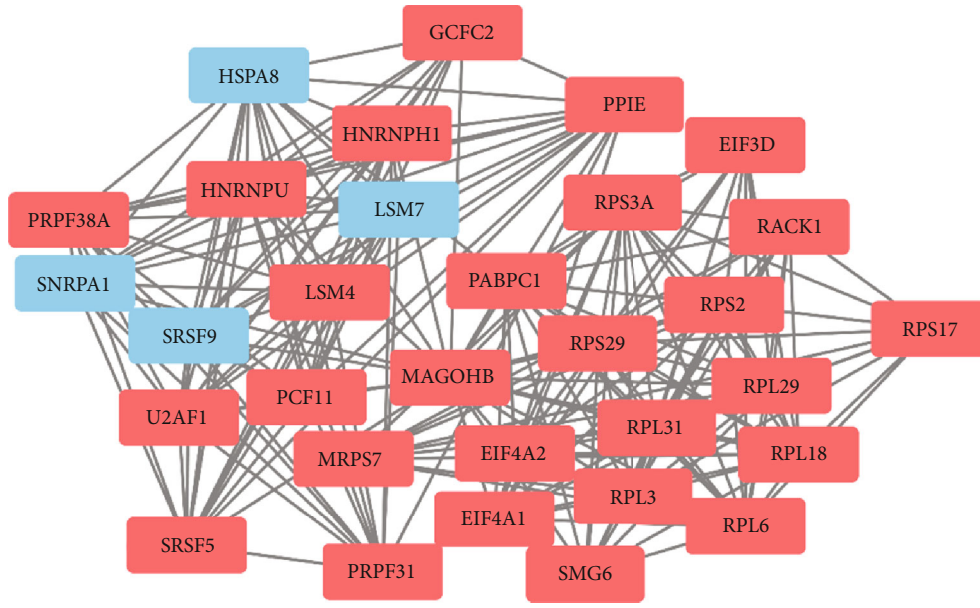 GCFC2
HSPA8
PPIE
HNRNPH1
EIF3D
HNRNPU
RPS3A
LSM7
PRPF38A
RACK1
SNRPA1
LSM4
PABPC1
RPS2
SRSF9
RPS29
RPS17
MAGOHB
RPL29
PCF11
U2AF1
RPL31
MRPS7
EIF4A2
RPL18
RPL3
EIF4A1
RPL6
SRSF5
PRPF31
SMG6